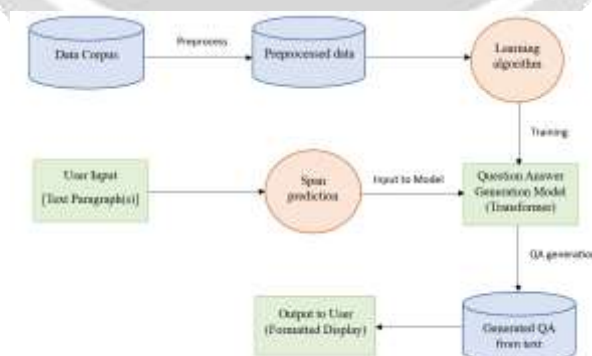 Data Corpus
Preprocess
Preprocessed data
Learning
algorithm
Training
User Input
[Text Paragraph(s)]
Span
prediction
Input to Model
Question Answer
Generation Model
(Transformer)
QA generation
Output to User
(Formatted Display)
Generated QA
from text